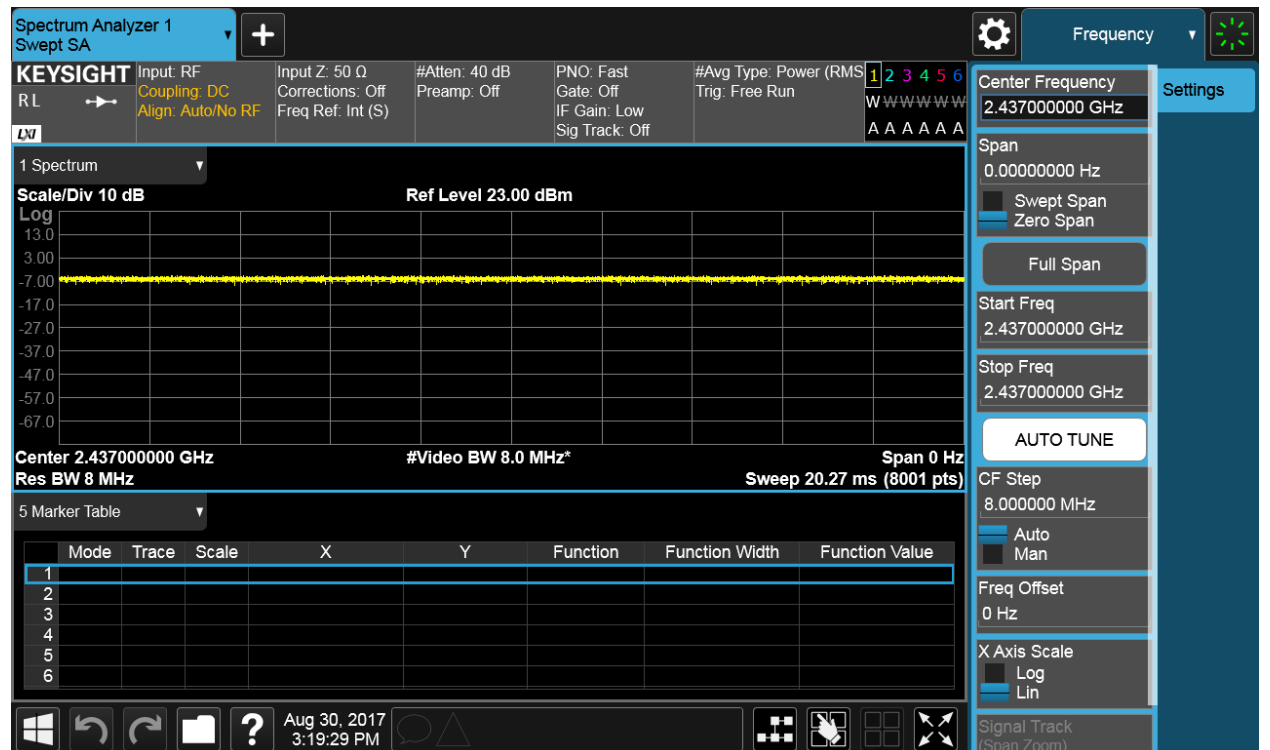 Spectrum Analyzer 1
Swept SA
Frequency
KEYSIGHT
RL
LXI
Input: RF
Coupling: DC
Align: Auto/No RF
Input Z: 50 Ω
Corrections: Off
Freq Ref: Int (S)
#Atten: 40 dB
Preamp: Off
PNO: Fast
Gate: Off
IF Gain: Low
Sig Track: Off
#Avg Type: Power (RMS
Trig: Free Run
1 2 3 4 5 6
W W W W W W
A A A A A A
1 Spectrum
Scale/Div 10 dB
Ref Level 23.00 dBm
Log
13.0
3.00
-7.00
-17.0
-27.0
-37.0
-47.0
-57.0
-67.0
Center 2.437000000 GHz
#Video BW 8.0 MHz*
Span 0 Hz
Res BW 8 MHz
Sweep 20.27 ms (8001 pts)
5 Marker Table
Mode Trace Scale X Y Function Function Width Function Value
1
2
3
4
5
6
Aug 30, 2017
3:19:29 PM
Center Frequency
2.437000000 GHz
Span
0.00000000 Hz
Swept Span
Zero Span
Full Span
Start Freq
2.437000000 GHz
Stop Freq
2.437000000 GHz
AUTO TUNE
CF Step
8.000000 MHz
Auto
Man
Freq Offset
0 Hz
X Axis Scale
Log
Lin
Signal Track
(Span Zoom)
Settings